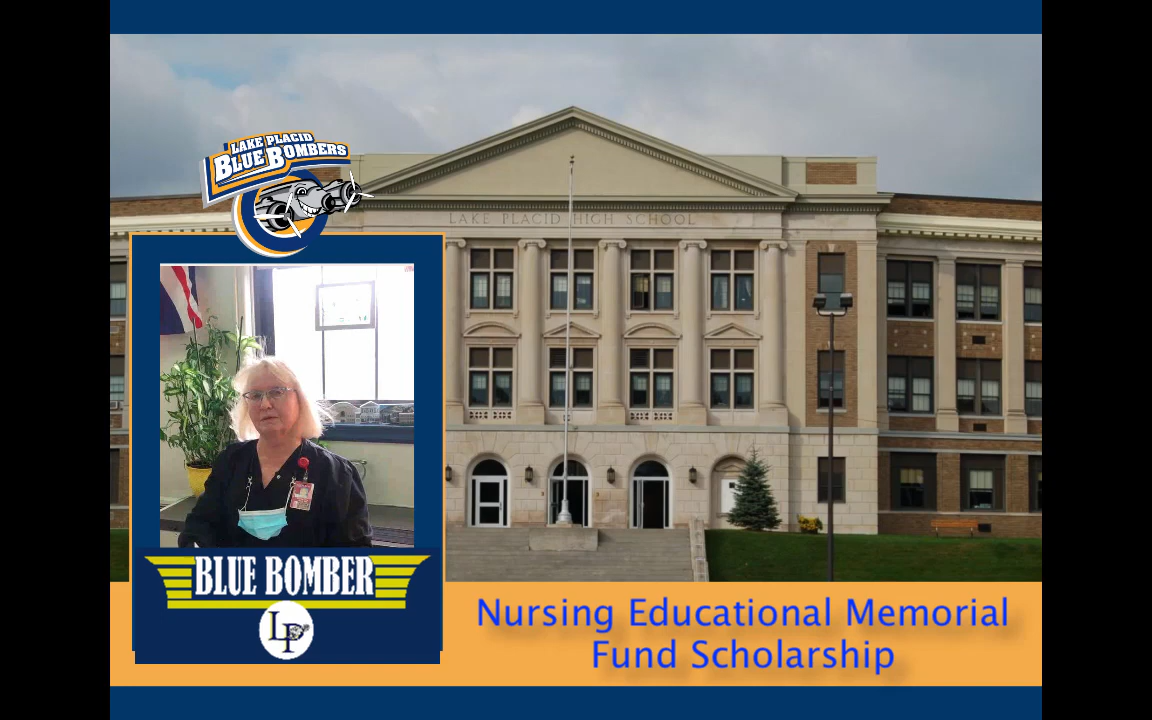 LAKE PLACID
BLUE BOMBERS
LAKE PLACID HIGH SCHOOL
BLUE BOMBER
LP
Nursing Educational Memorial
Fund Scholarship